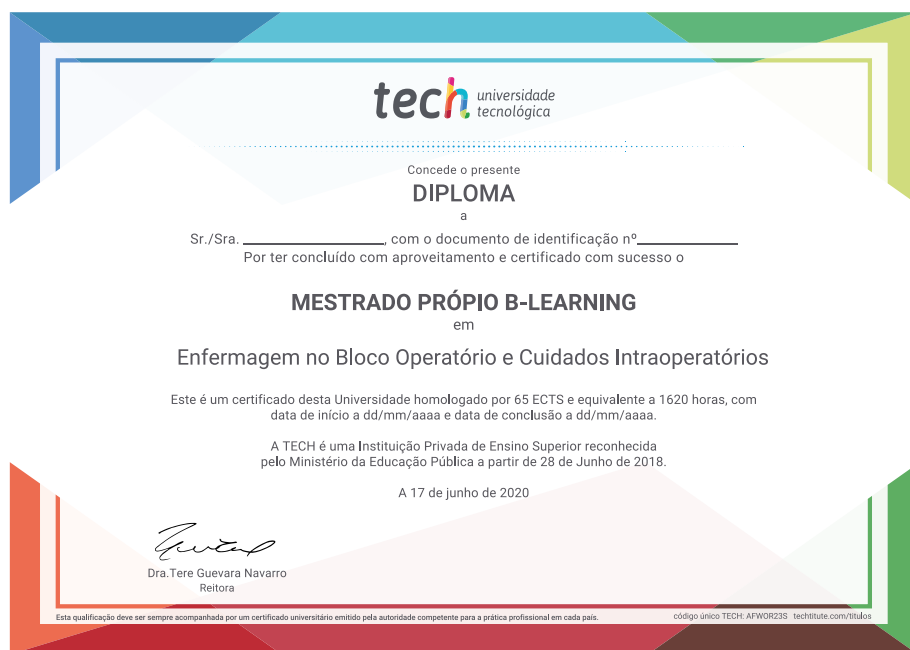 tech universidade
tecnológica
Concede o presente
DIPLOMA
a
Sr./Sra. ____________, com o documento de identificação nº____________
Por ter concluído com aproveitamento e certificado com sucesso o
MESTRADO PRÓPIO B-LEARNING
em
Enfermagem no Bloco Operatório e Cuidados Intraoperatórios
Este é um certificado desta Universidade homologado por 65 ECTS e equivalente a 1620 horas, com
data de início a dd/mm/aaaa e data de conclusão a dd/mm/aaaa.
A TECH é uma Instituição Privada de Ensino Superior reconhecida
pelo Ministério da Educação Pública a partir de 28 de Junho de 2018.
A 17 de junho de 2020
Dra.Tere Guevara Navarro
Reitora
Esta qualificação deve ser sempre acompanhada por um certificado universitário emitido pela autoridade competente para a prática profissional em cada país.
código único TECH: AFWOR23S techtitute.com/titulos